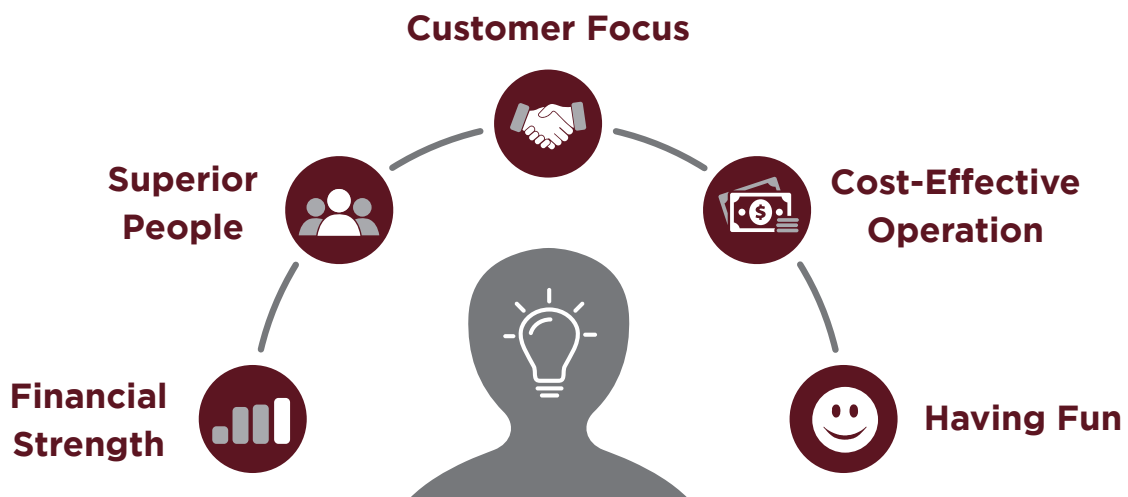 Customer Focus
Superior
People
Cost-Effective
Operation
Financial
Strength
Having Fun
$